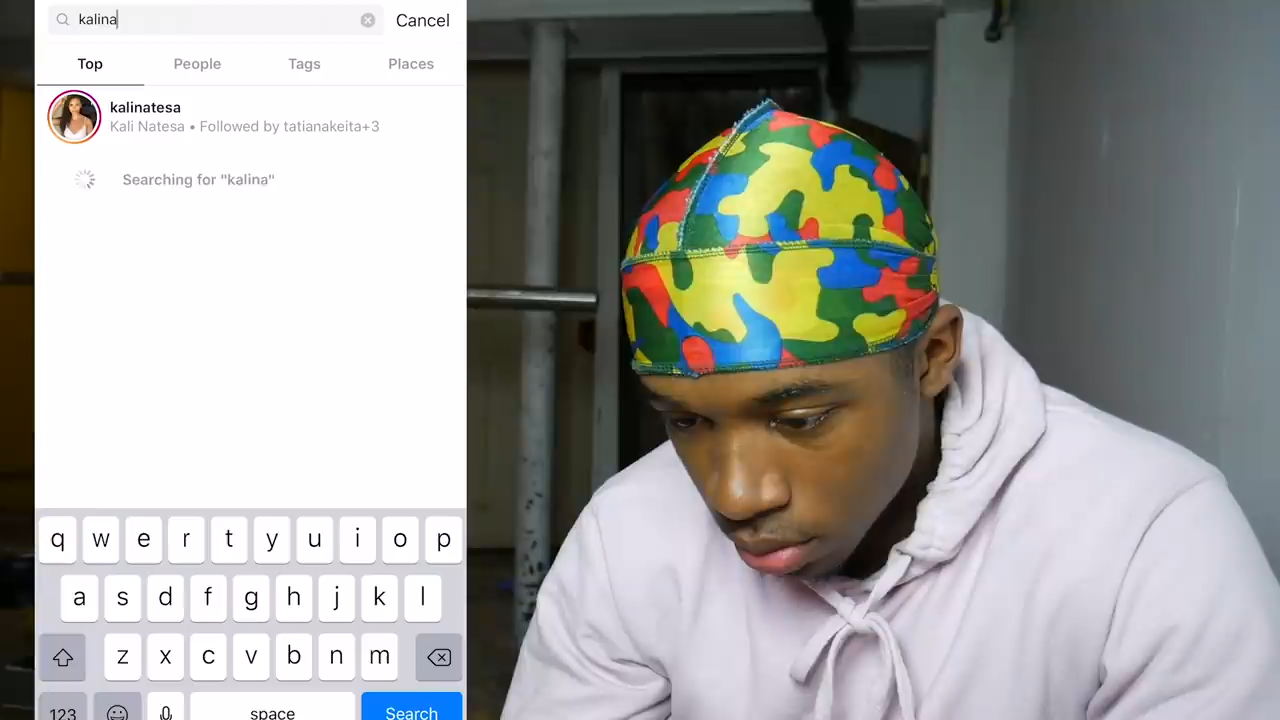 kalina
Cancel
Top People Tags Places
kalinatesa
Kali Natesa • Followed by tatianakeita+3
Searching for "kalina"
q w e r t y u i o p
a s d f g h j k l
z x c v b n m
123 space Search